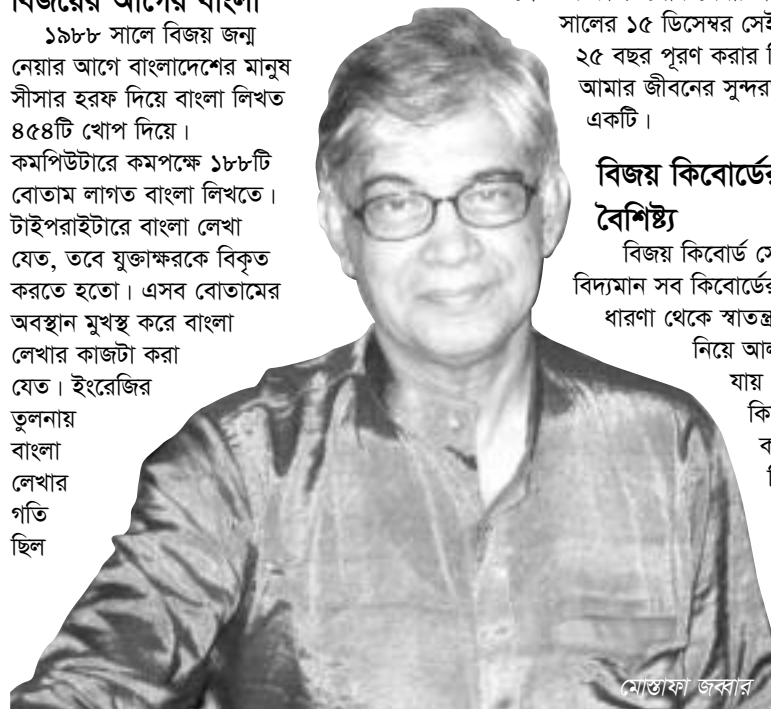 বিজয়ের আগের বাংলা
১৯৮৮ সালে বিজয় জন্ম
নেয়ার আগে বাংলাদেশের মানুষ
সীসার হরফ দিয়ে বাংলা লিখত
৪৫৪টি খোপ দিয়ে।
কমপিউটারে কমপক্ষে ১৮৮টি
বোতাম লাগত বাংলা লিখতে।
টাইপরাইটারে বাংলা লেখা
যেত, তবে যুক্তাক্ষরকে বিকৃত
করতে হতো। এসব বোতামের
অবস্থান মুখস্থ করে বাংলা
লেখার কাজটা করা
যেত। ইংরেজির
তুলনায়
বাংলা
লেখার
গতি
ছিল
সালের ১৫ ডিসেম্বর সেই
২৫ বছর পূরণ করার
আমার জীবনের সুন্দর
একটি।
বিজয় কিবোর্ডের
বৈশিষ্ট্য
বিজয় কিবোর্ড
বিদ্যমান সব কিবোর্ডের
ধারণা থেকে
নিয়ে
যায়
মোস্তাফা জব্বার